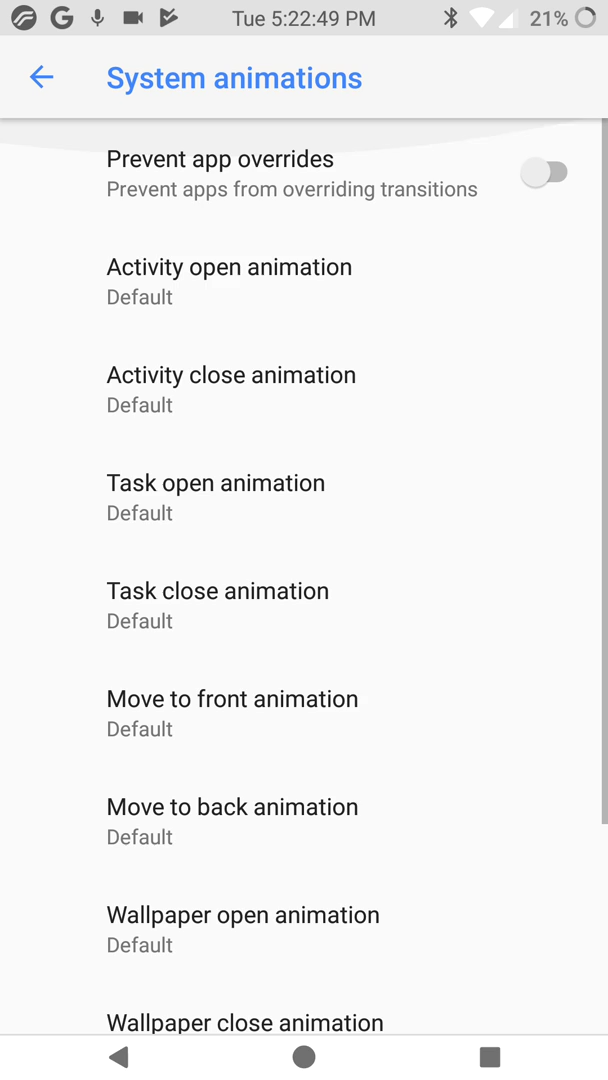 Tue 5:22:49 PM
21%
System animations
Prevent app overrides
Prevent apps from overriding transitions
Activity open animation
Default
Activity close animation
Default
Task open animation
Default
Task close animation
Default
Move to front animation
Default
Move to back animation
Default
Wallpaper open animation
Default
Wallpaper close animation